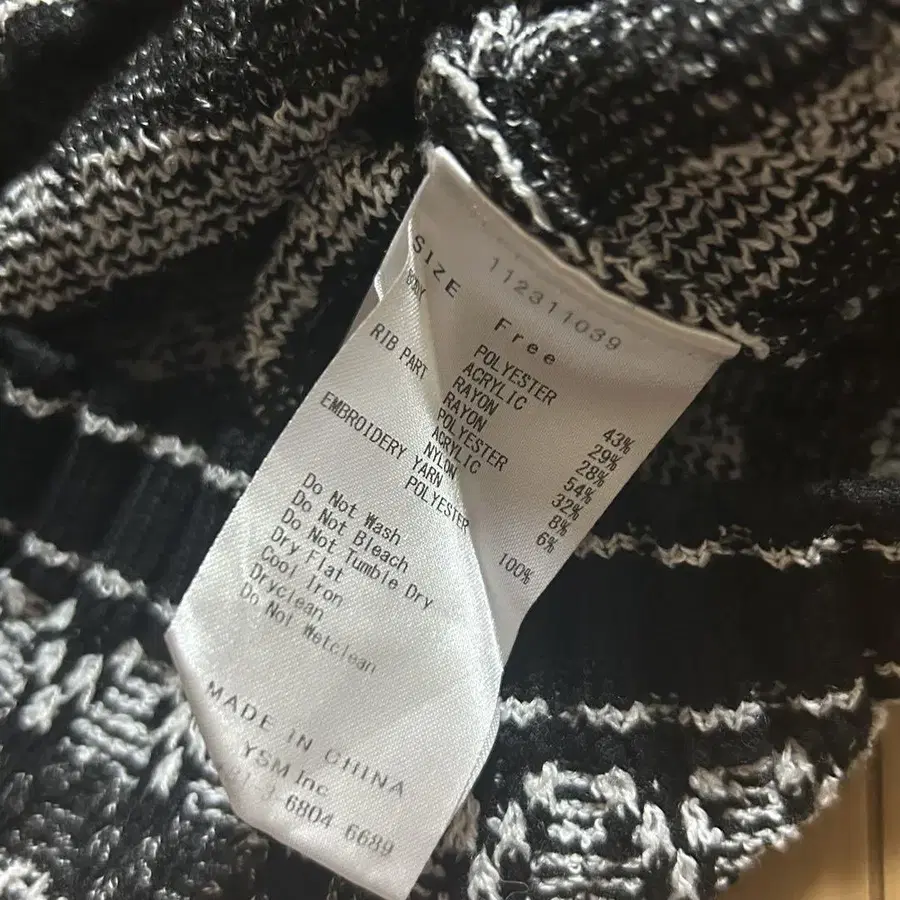 11231039
SIZE Free
POLYESTER 43%
ACRYLIC 29%
RAYON 28%
RIB PART RAYON 54%
POLYESTER 32%
ACRYLIC 8%
NYLON 6%
EMBROIDERY YARN
POLYESTER 100%
Do Not Wash
Do Not Bleach
Do Not Tumble Dry
Dry Flat
Cool Iron
Dryclean
Do Not Wetclean
MADE IN CHINA
YSM Inc
6804 6689